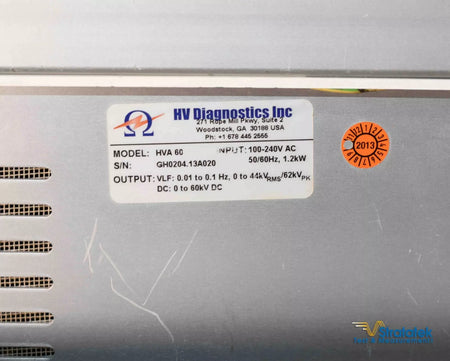 HV Diagnostics Inc
271 Rope Mill Pkwy, Suite 2
Woodstock, GA 30188 USA
Ph: +1 678 445 2555
MODEL: HVA 60 INPUT: 100-240V AC
S/N: GH0204.13A020 50/60Hz, 1.2kW
OUTPUT: VLF: 0.01 to 0.1 Hz, 0 to 44kVRMS/62kVPK
DC: 0 to 60kV DC
2013